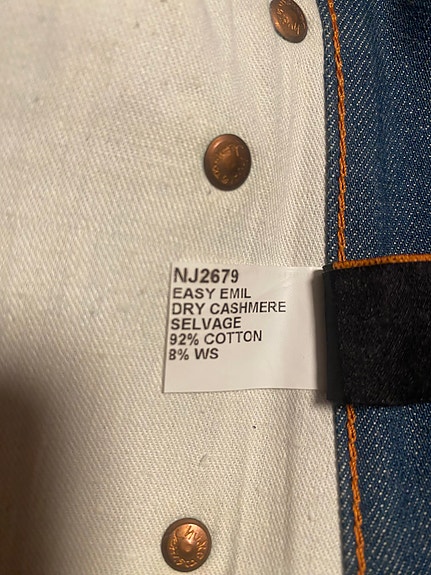 NJ2679
EASY EMIL
DRY CASHMERE
SELVAGE
92% COTTON
8% WS